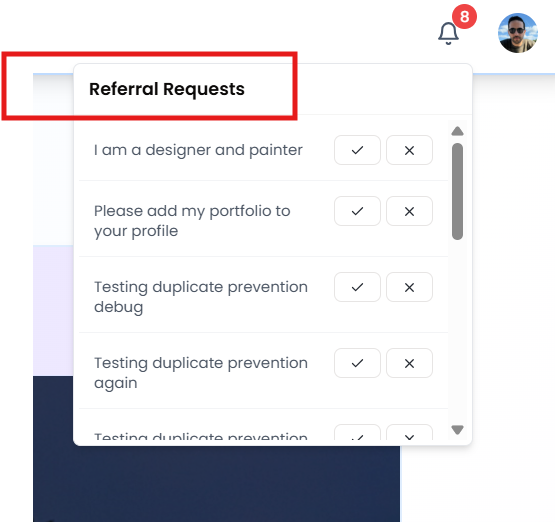 8
Referral Requests
I am a designer and painter
Please add my portfolio to
your profile
Testing duplicate prevention
debug
Testing duplicate prevention
again
Testing duplicate prevention